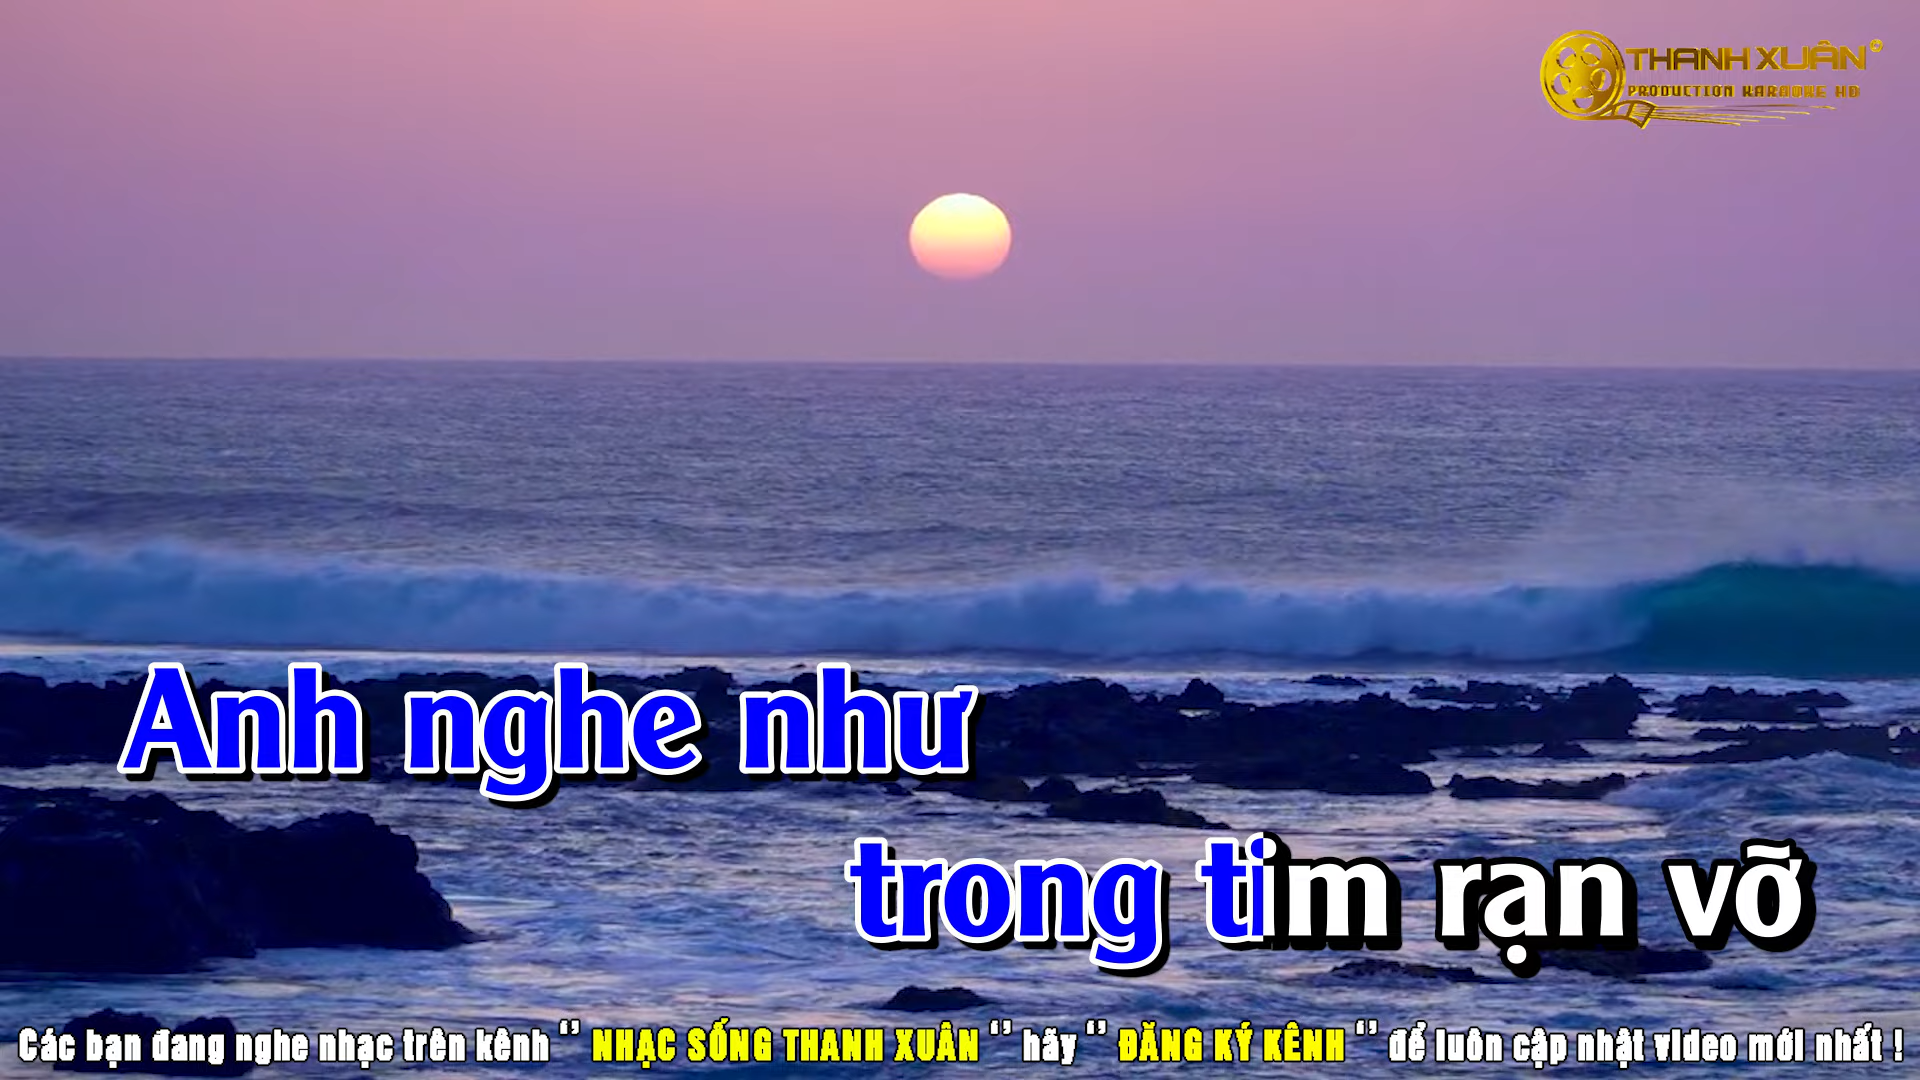 THANH XUÂN®
PRODUCTION KARAOKE HD
Anh nghe như
trong tim rạn vỡ
Các bạn đang nghe nhạc trên kênh “ NHẠC SỐNG THANH XUÂN “ hãy “ ĐĂNG KÝ KÊNH “ để luôn cập nhật video mới nhất !